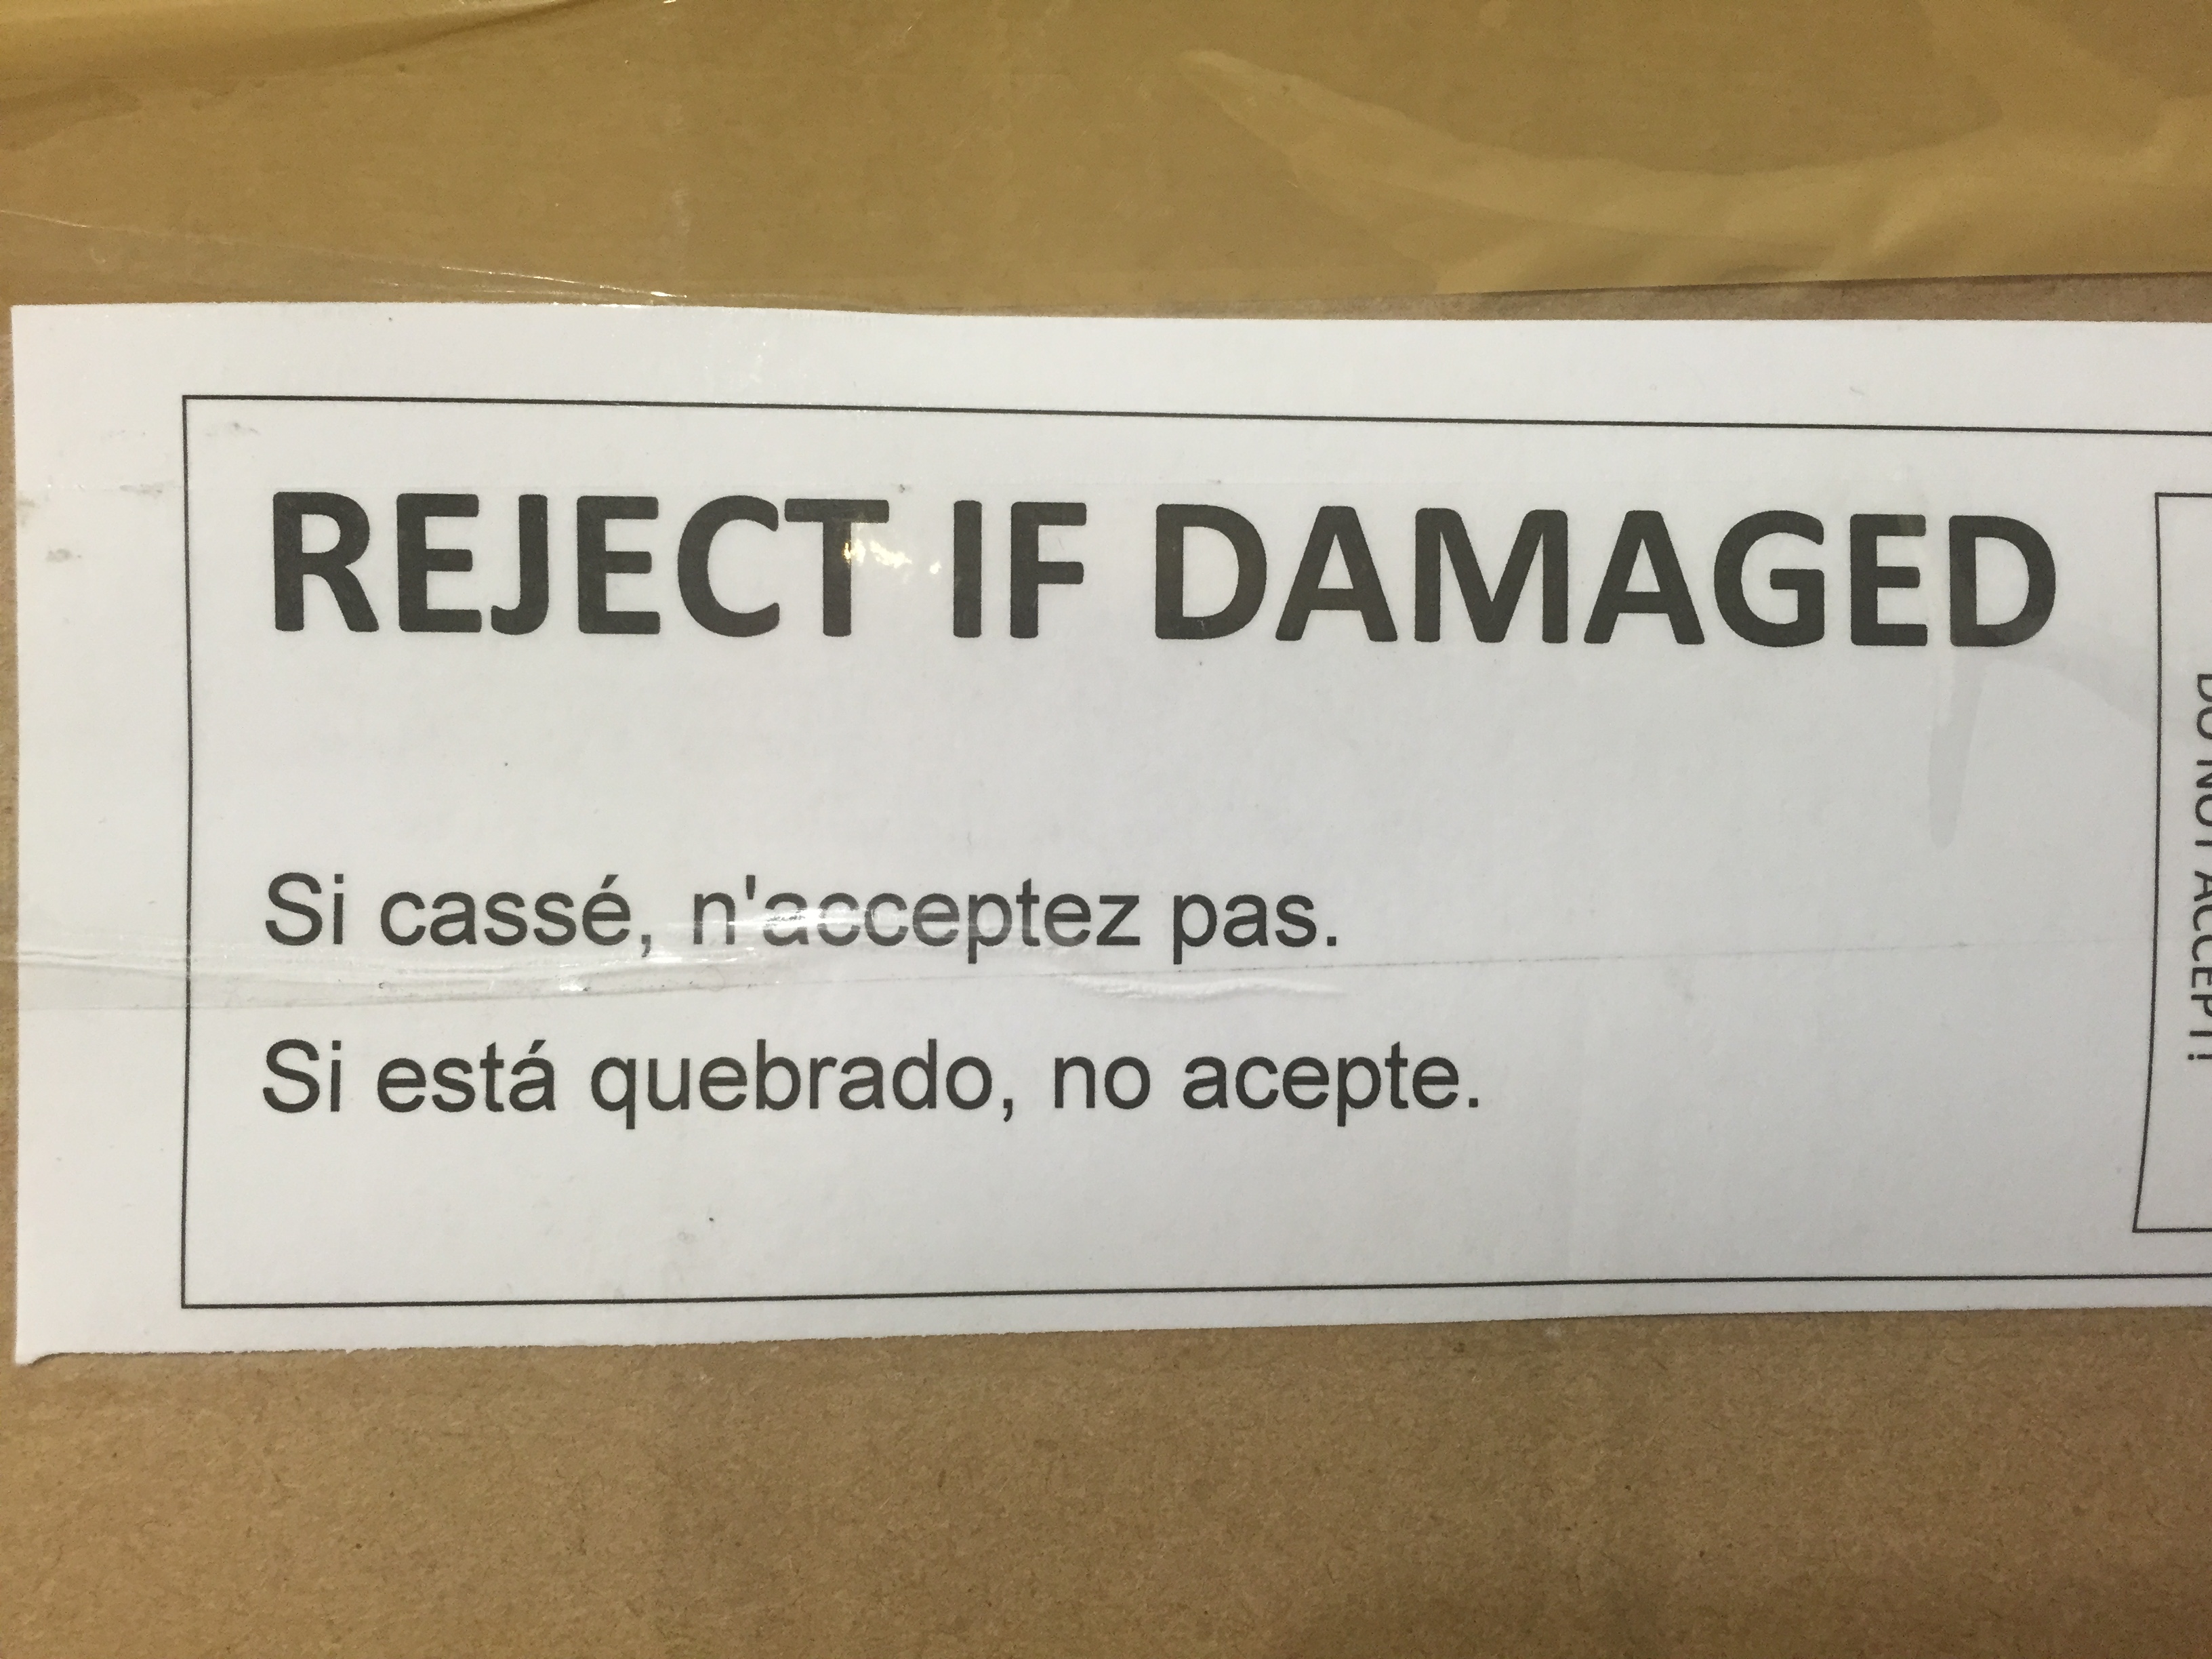 REJECT IF DAMAGED
Si cassé, n'acceptez pas.
Si está quebrado, no acepte.
DO NOT ACCEPT!